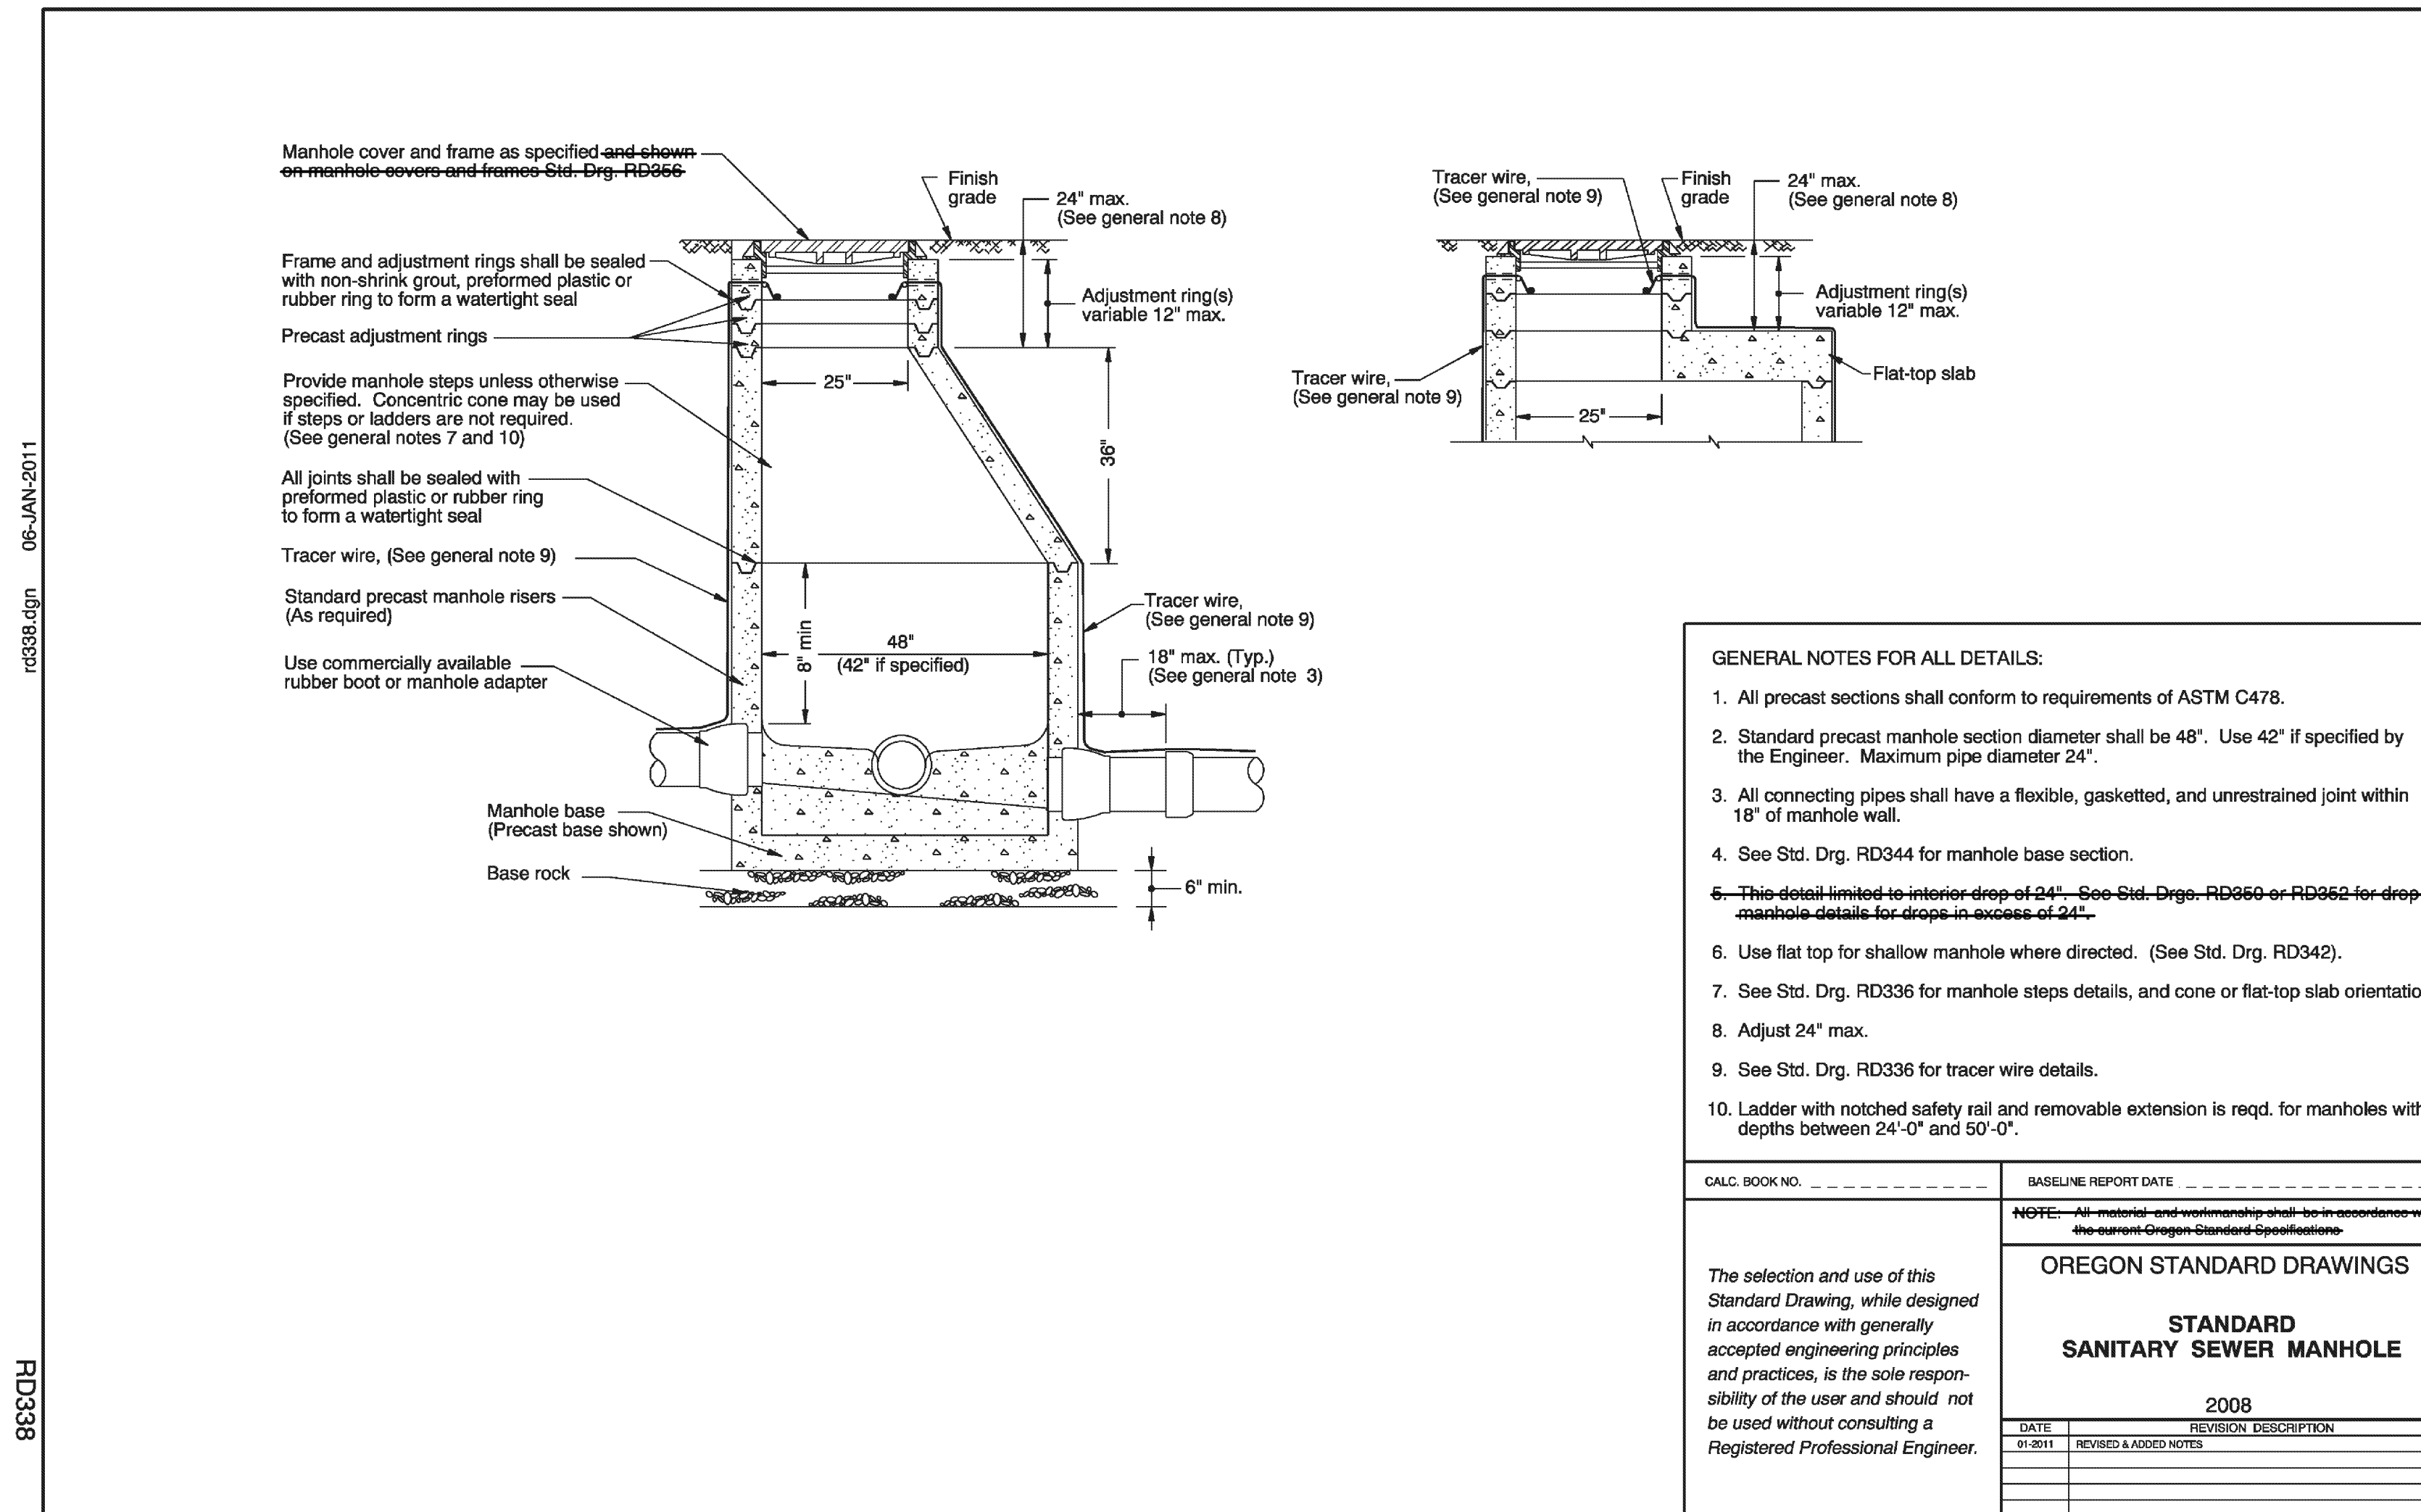 Manhole cover and frame as specified and shown
on manhole covers and frames Std. Drg. RD356
Finish
grade
24" max.
(See general note 8)
Frame and adjustment rings shall be sealed
with non-shrink grout, preformed plastic or
rubber ring to form a watertight seal
Adjustment ring(s)
variable 12" max.
Precast adjustment rings
Provide manhole steps unless otherwise
specified. Concentric cone may be used
if steps or ladders are not required.
(See general notes 7 and 10)
25"
36"
All joints shall be sealed with
preformed plastic or rubber ring
to form a watertight seal
Tracer wire, (See general note 9)
Standard precast manhole risers
(As required)
8" min
48"
(42" if specified)
Tracer wire,
(See general note 9)
18" max. (Typ.)
(See general note 3)
Use commercially available
rubber boot or manhole adapter
Manhole base
(Precast base shown)
Base rock
6" min.
Tracer wire,
(See general note 9)
Finish
grade
24" max.
(See general note 8)
Adjustment ring(s)
variable 12" max.
Tracer wire,
(See general note 9)
Flat-top slab
25"
rd338.dgn 06-JAN-2011
RD338
GENERAL NOTES FOR ALL DETAILS:
1. All precast sections shall conform to requirements of ASTM C478.
2. Standard precast manhole section diameter shall be 48". Use 42" if specified by
the Engineer. Maximum pipe diameter 24".
3. All connecting pipes shall have a flexible, gasketted, and unrestrained joint within
18" of manhole wall.
4. See Std. Drg. RD344 for manhole base section.
5. This detail limited to interior drop of 24". See Std. Drgs. RD350 or RD352 for drop
manhole details for drops in excess of 24".
6. Use flat top for shallow manhole where directed. (See Std. Drg. RD342).
7. See Std. Drg. RD336 for manhole steps details, and cone or flat-top slab orientatio
8. Adjust 24" max.
9. See Std. Drg. RD336 for tracer wire details.
10. Ladder with notched safety rail and removable extension is reqd. for manholes with
depths between 24'-0" and 50'-0".
CALC. BOOK NO.
BASELINE REPORT DATE
NOTE: All material and workmanship shall be in accordance w
the current Oregon Standard Specifications
The selection and use of this
Standard Drawing, while designed
in accordance with generally
accepted engineering principles
and practices, is the sole respon-
sibility of the user and should not
be used without consulting a
Registered Professional Engineer.
OREGON STANDARD DRAWINGS
STANDARD
SANITARY SEWER MANHOLE
2008
DATE REVISION DESCRIPTION
01-2011 REVISED & ADDED NOTES